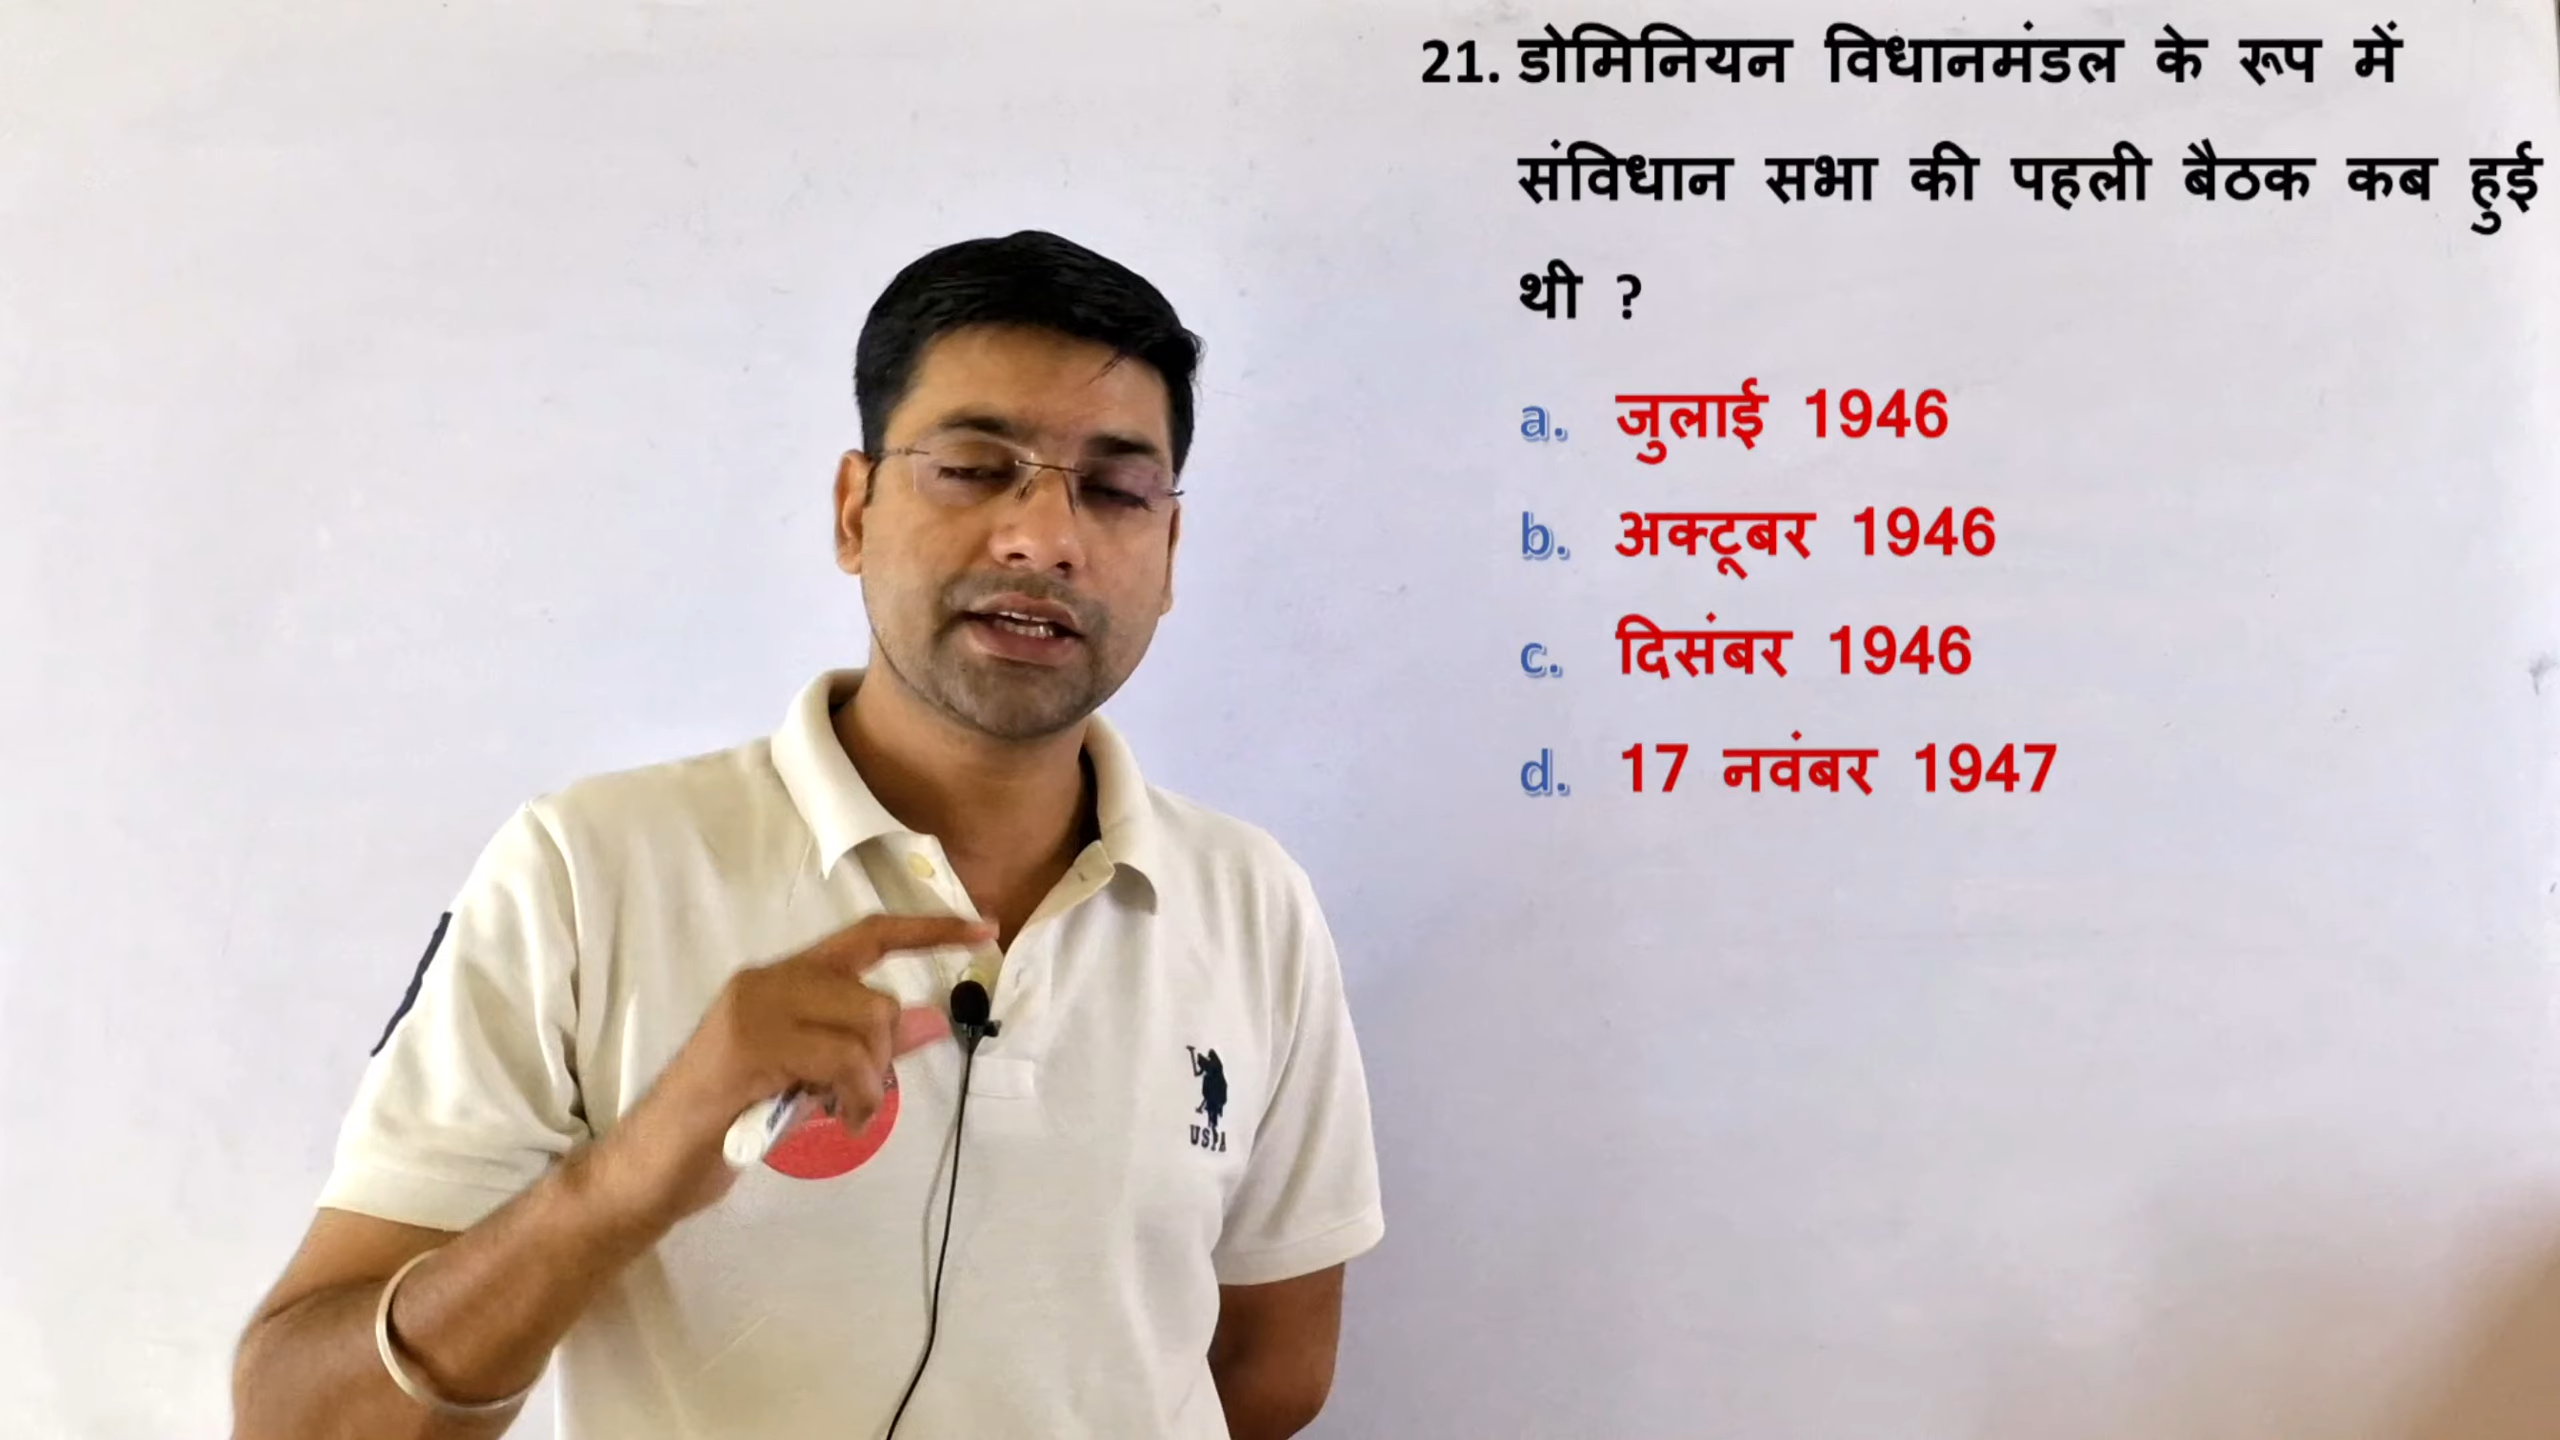 21. डोमिनियन विधानमंडल के रूप में
संविधान सभा की पहली बैठक कब हुई
थी ?
a. जुलाई 1946
b. अक्टूबर 1946
c. दिसंबर 1946
d. 17 नवंबर 1947
USPA